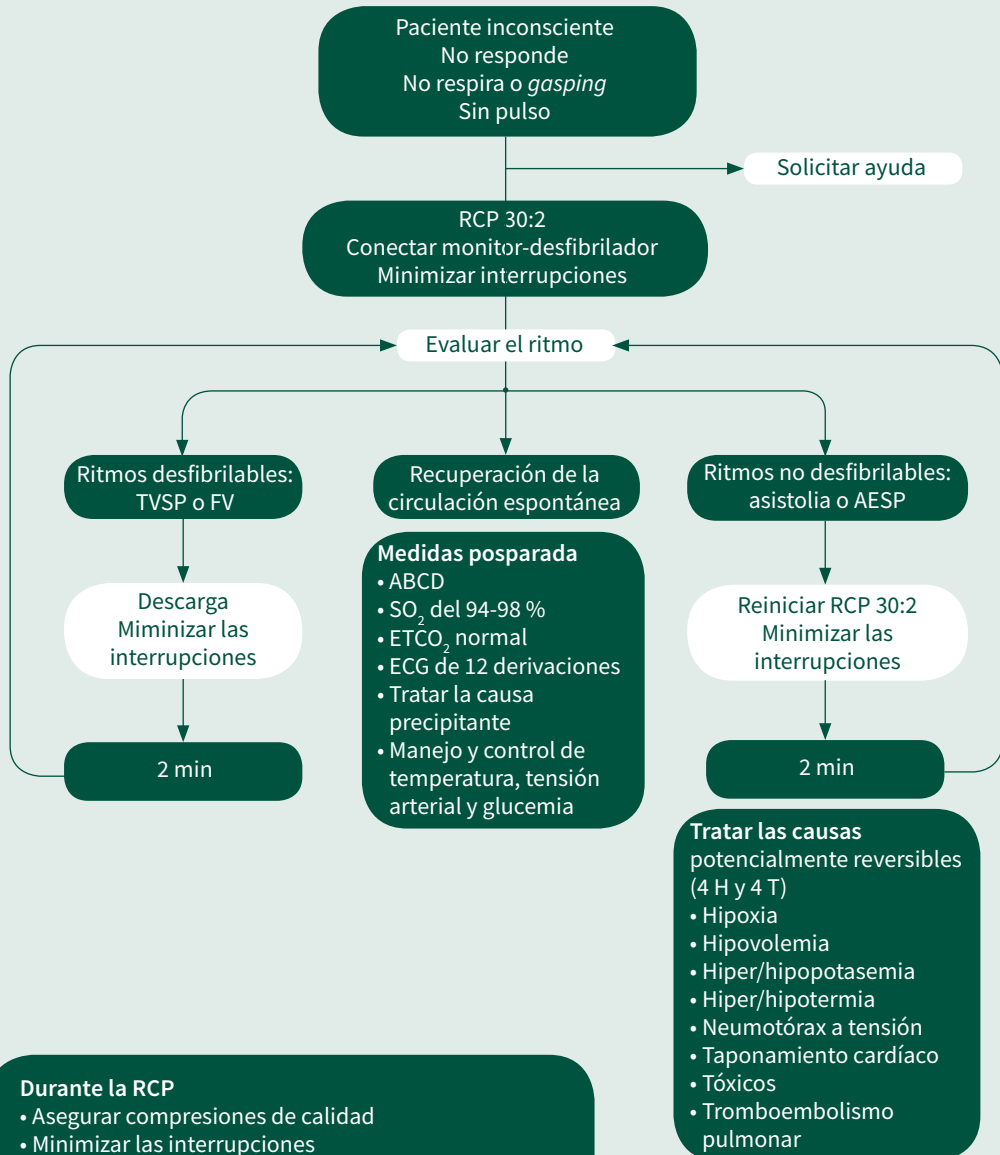 Paciente inconsciente
No responde
No respira o gasping
Sin pulso
Solicitar ayuda
RCP 30:2
Conectar monitor-desfibrilador
Minimizar interrupciones
Evaluar el ritmo
Ritmos desfibrilables:
TVSP o FV
Descarga
Miminizar las
interrupciones
2 min
Recuperación de la
circulación espontánea
Medidas posparada
• ABCD
• SO₂ del 94-98 %
• ETCO₂ normal
• ECG de 12 derivaciones
• Tratar la causa
precipitante
• Manejo y control de
temperatura, tensión
arterial y glucemia
Ritmos no desfibrilables:
asistolia o AESP
Reiniciar RCP 30:2
Minimizar las
interrupciones
2 min
Tratar las causas
potencialmente reversibles
(4 H y 4 T)
• Hipoxia
• Hipovolemia
• Hiper/hipopotasemia
• Hiper/hipotermia
• Neumotórax a tensión
• Taponamiento cardíaco
• Tóxicos
• Tromboembolismo
pulmonar
Durante la RCP
• Asegurar compresiones de calidad
• Minimizar las interrupciones